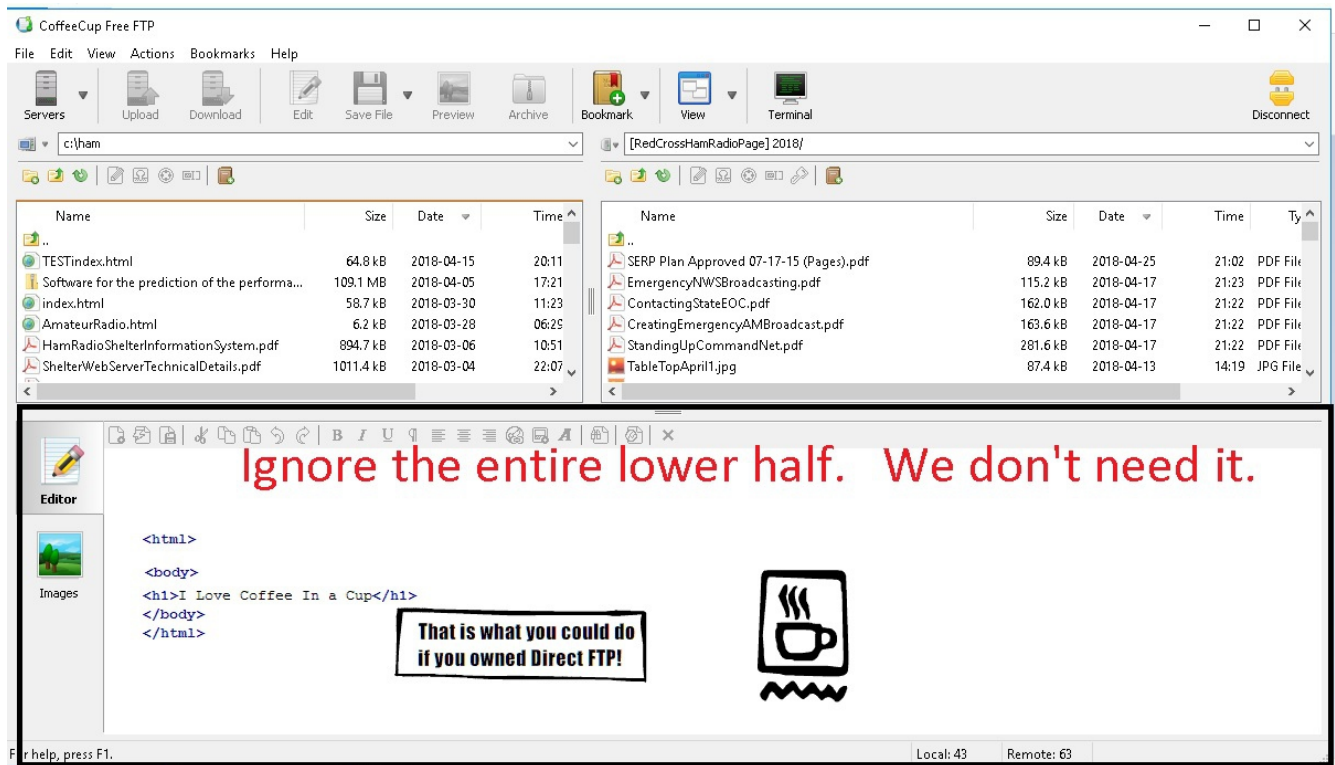 CoffeeCup Free FTP
File Edit View Actions Bookmarks Help
Servers Upload Download Edit Save File Preview Archive Bookmark View Terminal Disconnect
c:\ham [RedCrossHamRadioPage] 2018/
Name Size Date Time Name Size Date Time Ty
.. ..
TESTindex.html 64.8 kB 2018-04-15 20:11 SERP Plan Approved 07-17-15 (Pages).pdf 89.4 kB 2018-04-25 21:02 PDF File
Software for the prediction of the performa... 109.1 MB 2018-04-05 17:21 EmergencyNWSBroadcasting.pdf 115.2 kB 2018-04-17 21:23 PDF File
index.html 58.7 kB 2018-03-30 11:23 ContactingStateEOC.pdf 162.0 kB 2018-04-17 21:22 PDF File
AmateurRadio.html 6.2 kB 2018-03-28 06:29 CreatingEmergencyAMBroadcast.pdf 163.6 kB 2018-04-17 21:22 PDF File
HamRadioShelterInformationSystem.pdf 894.7 kB 2018-03-06 10:51 StandingUpCommandNet.pdf 281.6 kB 2018-04-17 21:22 PDF File
ShelterWebServerTechnicalDetails.pdf 1011.4 kB 2018-03-04 22:07 TableTopApril1.jpg 87.4 kB 2018-04-13 14:19 JPG File
B I U ¶ A
Ignore the entire lower half. We don't need it.
Editor
Images
<html>
<body>
<h1>I Love Coffee In a Cup</h1>
</body>
</html>
That is what you could do
if you owned Direct FTP!
For help, press F1. Local: 43 Remote: 63